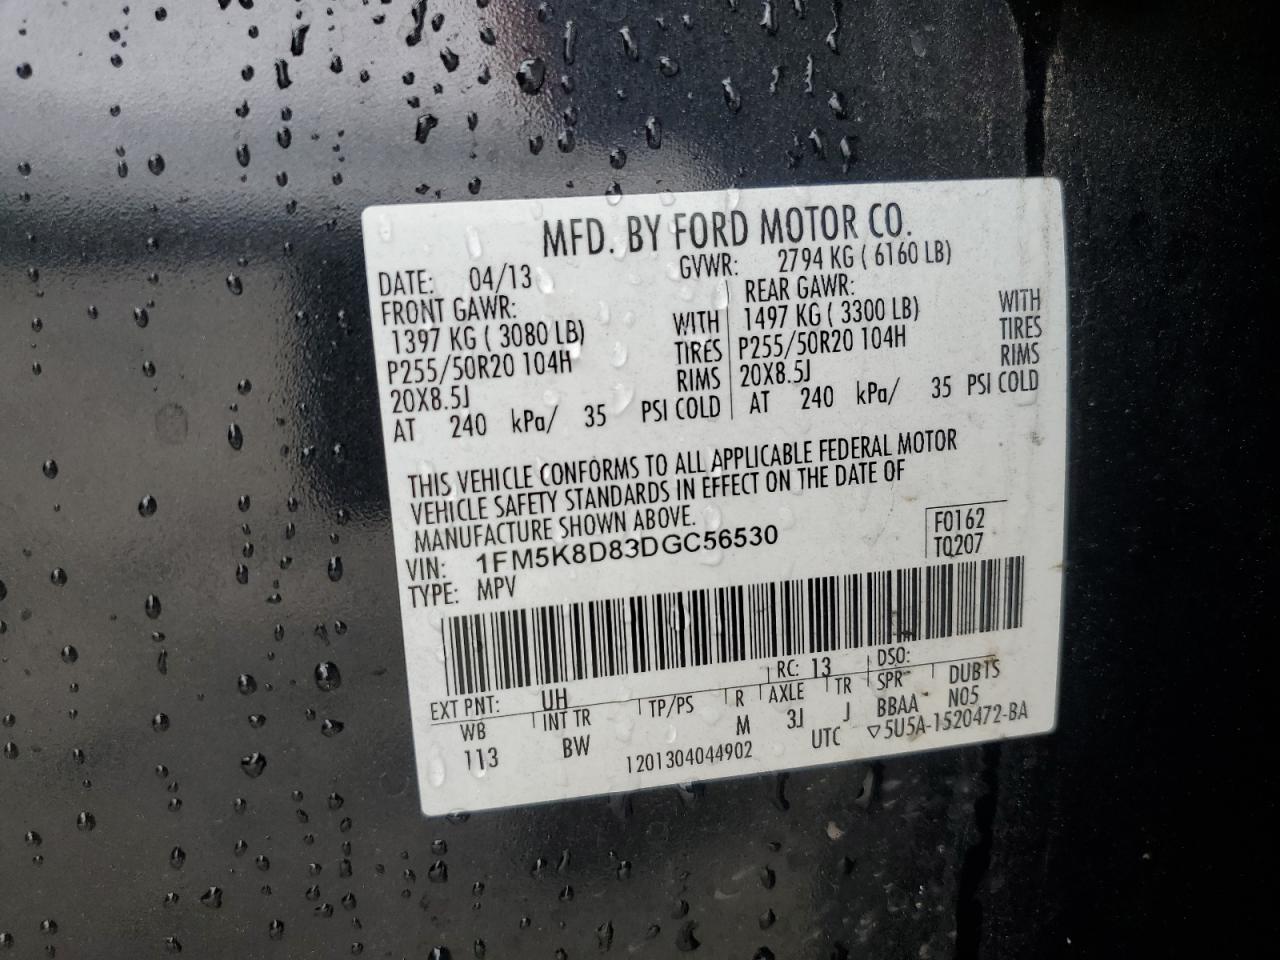 MFD. BY FORD MOTOR CO.
DATE: 04/13 GVWR: 2794 KG ( 6160 LB)
FRONT GAWR: REAR GAWR:
1397 KG ( 3080 LB) WITH 1497 KG ( 3300 LB) WITH
P255/50R20 104H TIRES P255/50R20 104H TIRES
20X8.5J RIMS 20X8.5J RIMS
AT 240 kPa/ 35 PSI COLD AT 240 kPa/ 35 PSI COLD
THIS VEHICLE CONFORMS TO ALL APPLICABLE FEDERAL MOTOR
VEHICLE SAFETY STANDARDS IN EFFECT ON THE DATE OF
MANUFACTURE SHOWN ABOVE.
VIN: 1FM5K8D83DGC56530 F0162
TYPE: MPV T0207
EXT PNT: UH RC: 13 DSO:
WB INT TR TP/PS R AXLE TR SPR DUBTS
113 BW M 3J J BBAA N05
1201304044902 UTC ▽5U5A-1520472-BA